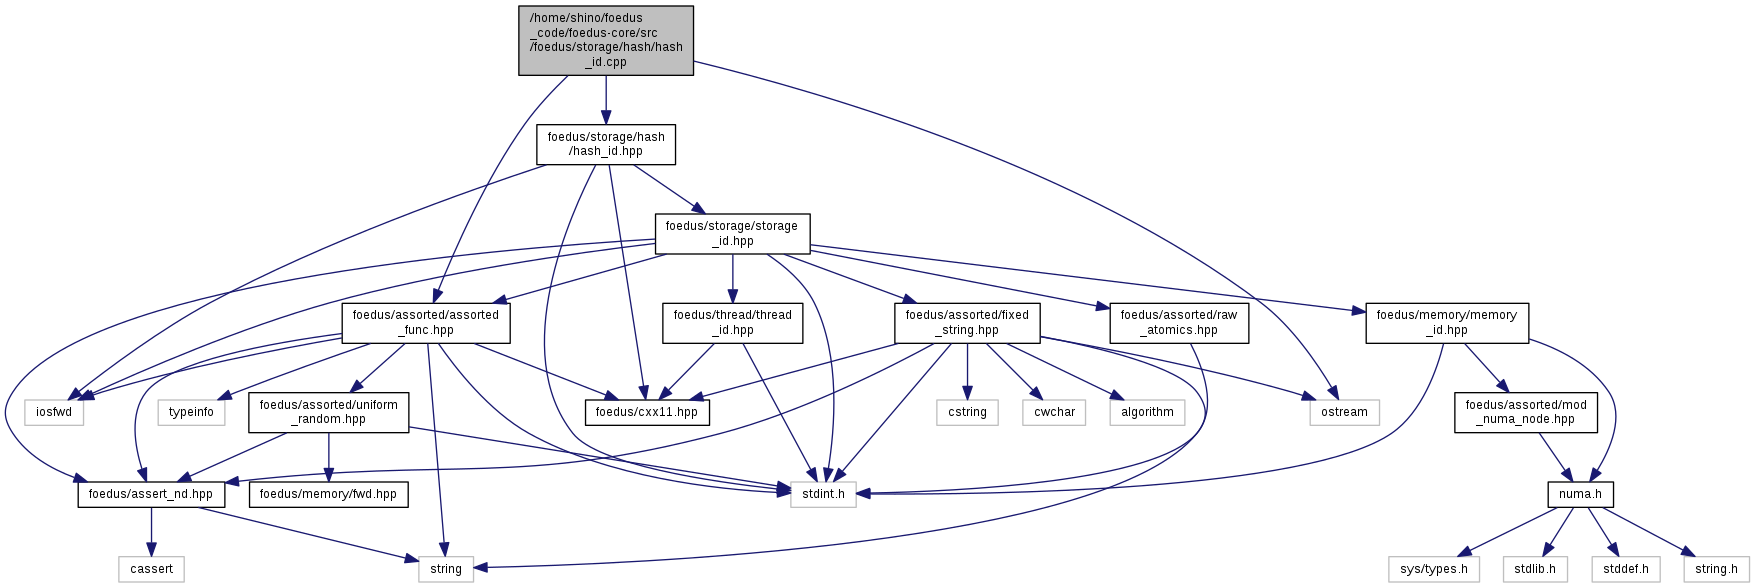 /home/shino/foedus
_code/foedus-core/src
/foedus/storage/hash/hash
_id.cpp
foedus/storage/hash
/hash_id.hpp
foedus/storage/storage
_id.hpp
foedus/assorted/assorted
_func.hpp
foedus/thread/thread
_id.hpp
foedus/assorted/fixed
_string.hpp
foedus/assorted/raw
_atomics.hpp
foedus/memory/memory
_id.hpp
iosfwd
typeinfo
foedus/assorted/uniform
_random.hpp
foedus/cxx11.hpp
cstring
cwchar
algorithm
ostream
foedus/assorted/mod
_numa_node.hpp
foedus/assert_nd.hpp
foedus/memory/fwd.hpp
stdint.h
numa.h
cassert
string
sys/types.h
stdlib.h
stddef.h
string.h